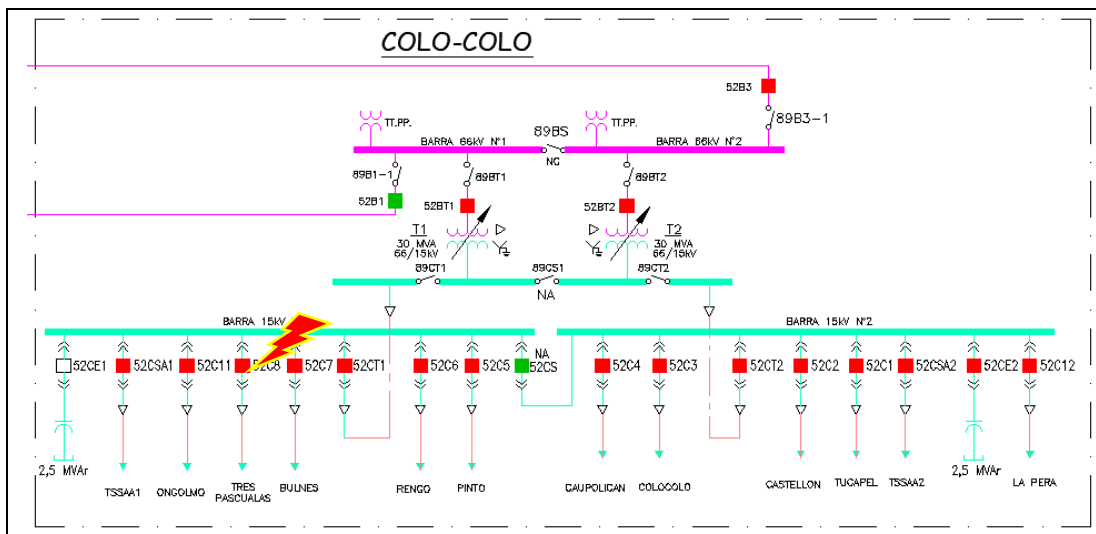 COLO-COLO
52B3
89B3-1
TT.PP.
TT.PP.
89BS
BARRA 66kV N°1
BARRA 66kV N°2
NC
89B1-1
89BT1
89BT2
52B1
52BT1
52BT2
T1
30 MVA
66/15kV
T2
30 MVA
66/15kV
89CT1
89CS1
89CT2
NA
BARRA 15kV
BARRA 15kV N°2
NA
52CE1
52CSA1
52C11
52C8
52C7
52CT1
52C6
52C5
52CS
52C4
52C3
52CT2
52C2
52C1
52CSA2
52CE2
52C12
2,5 MVAr
TSSAA1
ONGOLMO
TRES
PASCUALAS
BULNES
RENGO
PINTO
CAUPOLICAN
COLOCOLO
CASTELLON
TUCAPEL
TSSAA2
2,5 MVAr
LA PERA